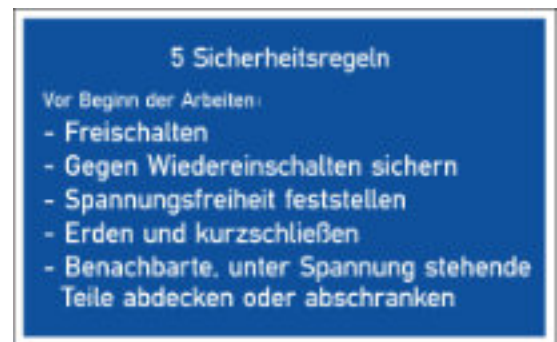 5 Sicherheitsregeln
Vor Beginn der Arbeiten:
- Freischalten
- Gegen Wiedereinschalten sichern
- Spannungsfreiheit feststellen
- Erden und kurzschließen
- Benachbarte, unter Spannung stehende
Teile abdecken oder abschranken